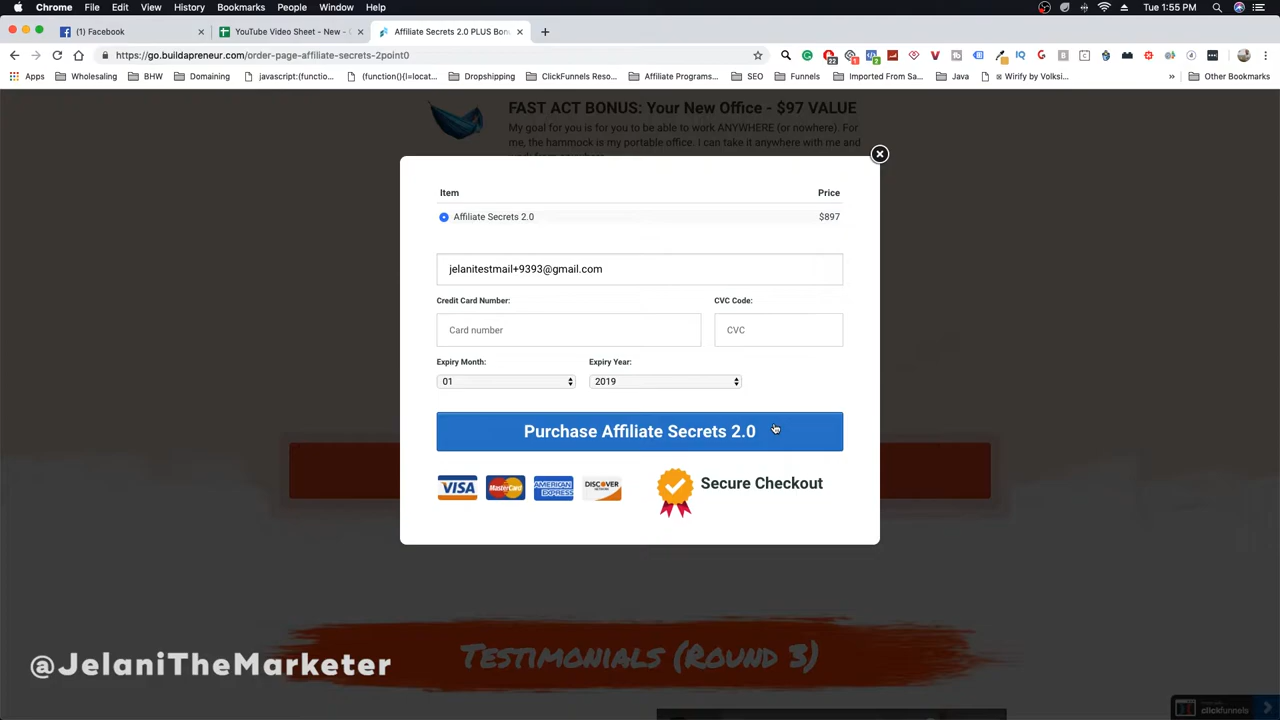 Chrome File Edit View History Bookmarks People Window Help
Tue 1:55 PM
(1) Facebook
YouTube Video Sheet - New -
Affiliate Secrets 2.0 PLUS Bon
https://go.buildapreneur.com/order-page-affiliate-secrets-2point0
Apps Wholesaling BHW Domaining javascript:(functio... (function(){l=locat... Dropshipping ClickFunnels Reso... Affiliate Programs... SEO Funnels Imported From Sa... Java Wirify by Volksi... » Other Bookmarks
FAST ACT BONUS: Your New Office - $97 VALUE
My goal for you is for you to be able to work ANYWHERE (or nowhere). For
me, the hammock is my portable office. I can take it anywhere with me and
Item Price
Affiliate Secrets 2.0 $897
jelanitestmail+9393@gmail.com
Credit Card Number: CVC Code:
Card number CVC
Expiry Month: Expiry Year:
01 2019
Purchase Affiliate Secrets 2.0
VISA MasterCard AMERICAN EXPRESS DISCOVER
Secure Checkout
Testimonials (Round 3)
@JelaniTheMarketer
clickfunnels